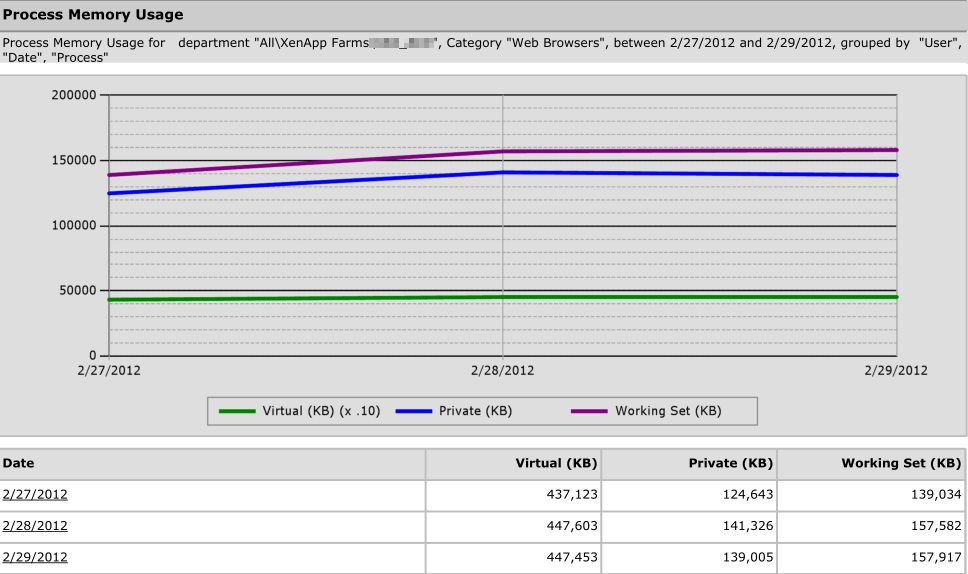 Process Memory Usage
Process Memory Usage for department "All\XenApp Farms\ ", Category "Web Browsers", between 2/27/2012 and 2/29/2012, grouped by "User",
"Date", "Process"
200000
150000
100000
50000
0
2/27/2012 2/28/2012 2/29/2012
Virtual (KB) (x .10) Private (KB) Working Set (KB)
Date Virtual (KB) Private (KB) Working Set (KB)
2/27/2012 437,123 124,643 139,034
2/28/2012 447,603 141,326 157,582
2/29/2012 447,453 139,005 157,917